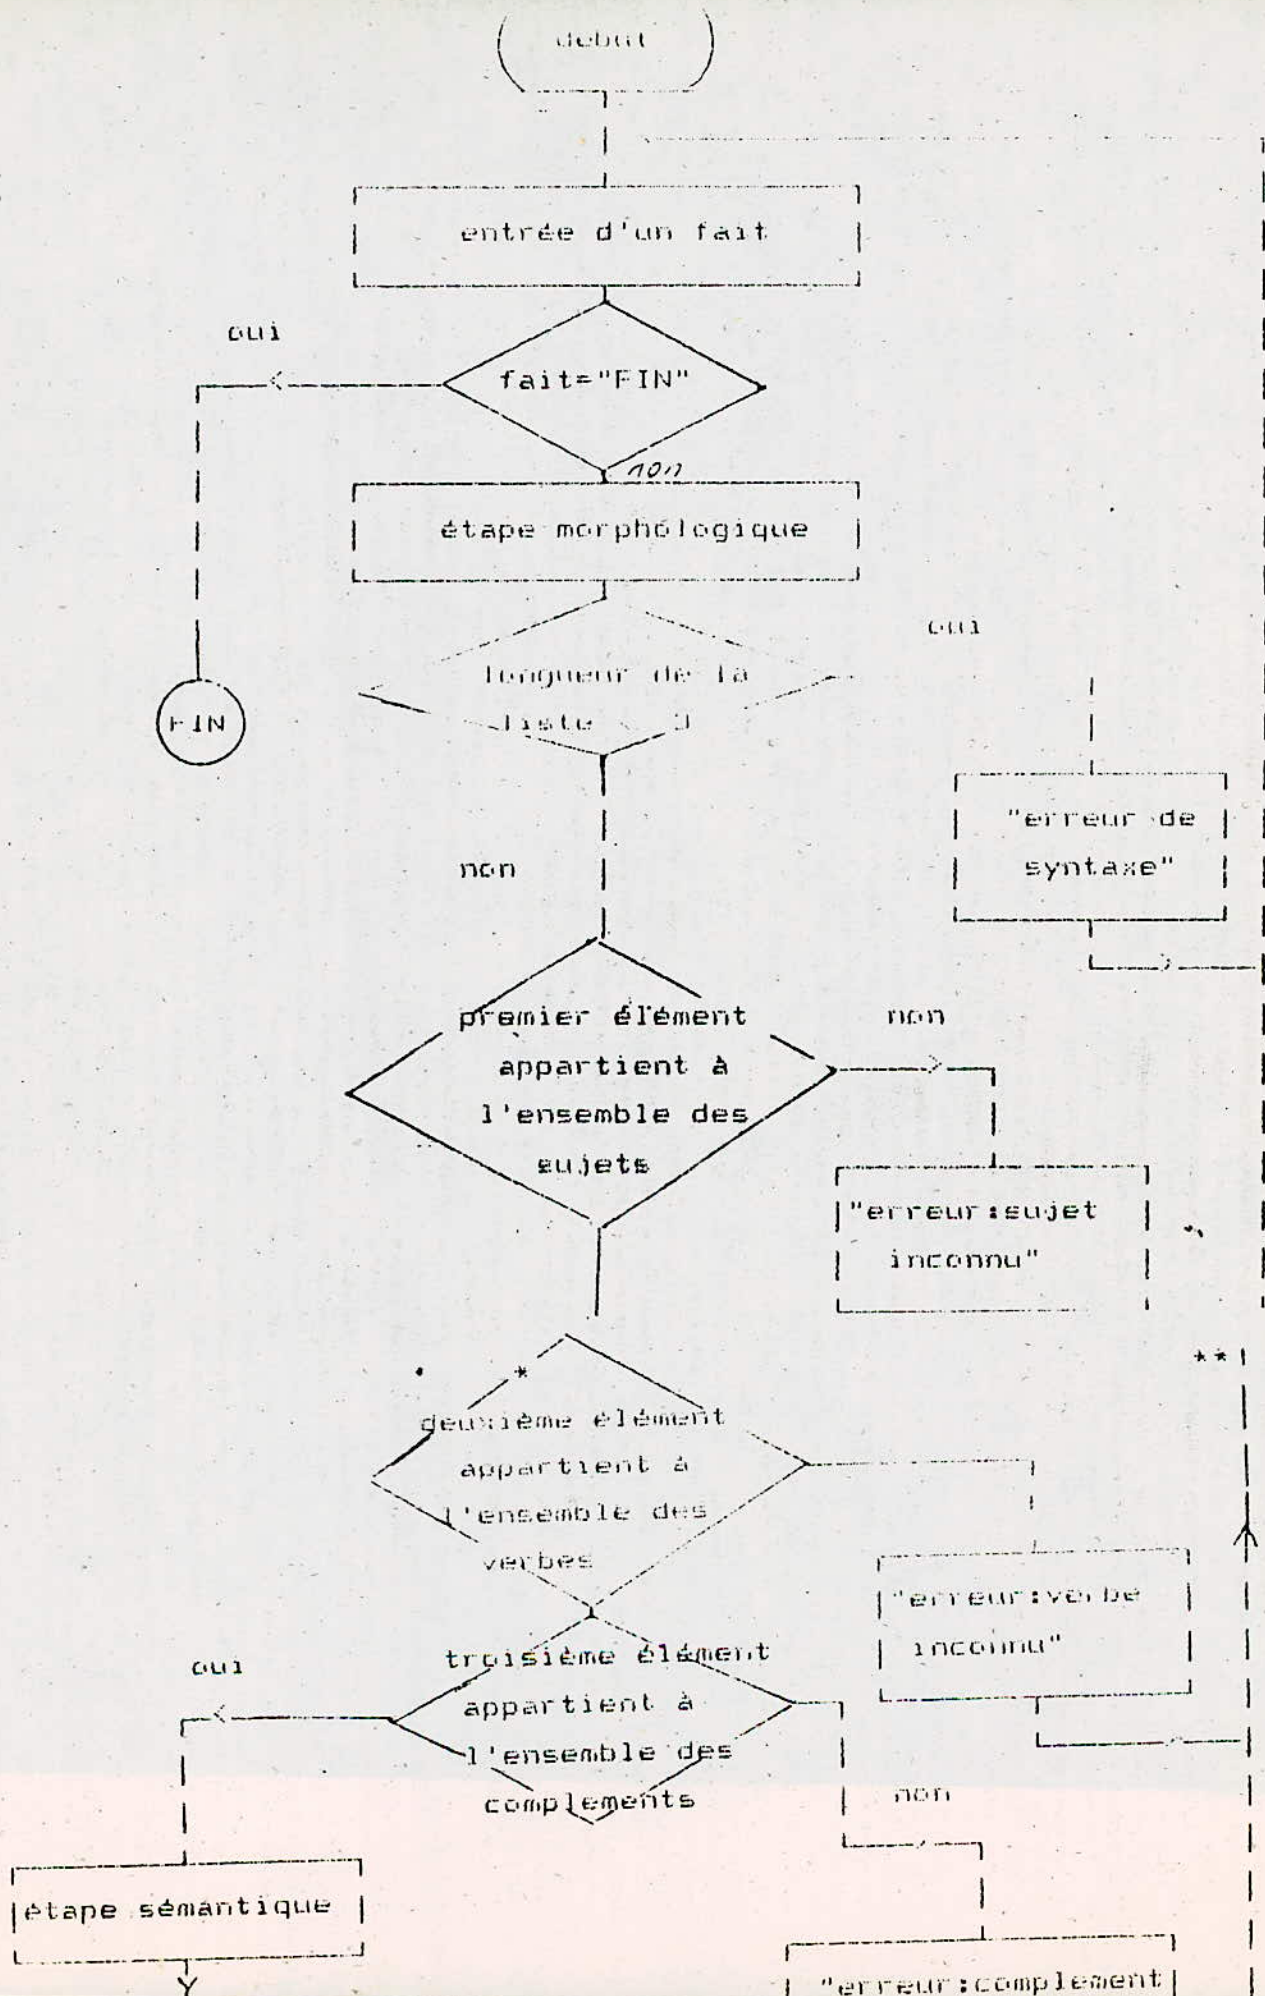 début
entrée d'un fait
oui
fait="FIN"
non
étape morphologique
oui
longueur de la
liste < 3
FIN
"erreur de
syntaxe"
non
premier élément
appartient à
l'ensemble des
sujets
non
"erreur:sujet
inconnu"
**
*
deuxième élément
appartient à
l'ensemble des
verbes
"erreur:verbe
inconnu"
oui
troisième élément
appartient à
l'ensemble des
complements
non
étape sémantique
"erreur:complement